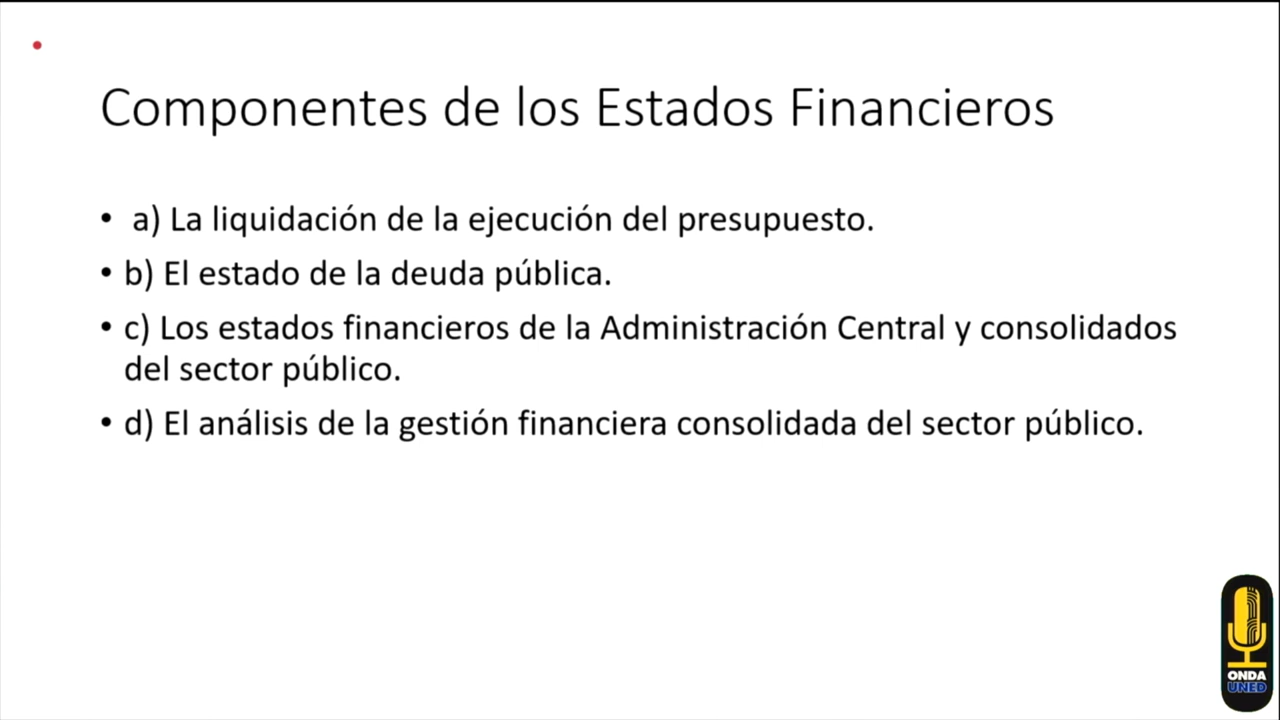 Componentes de los Estados Financieros
• a) La liquidación de la ejecución del presupuesto.
• b) El estado de la deuda pública.
• c) Los estados financieros de la Administración Central y consolidados
del sector público.
• d) El análisis de la gestión financiera consolidada del sector público.
ONDA
UNED